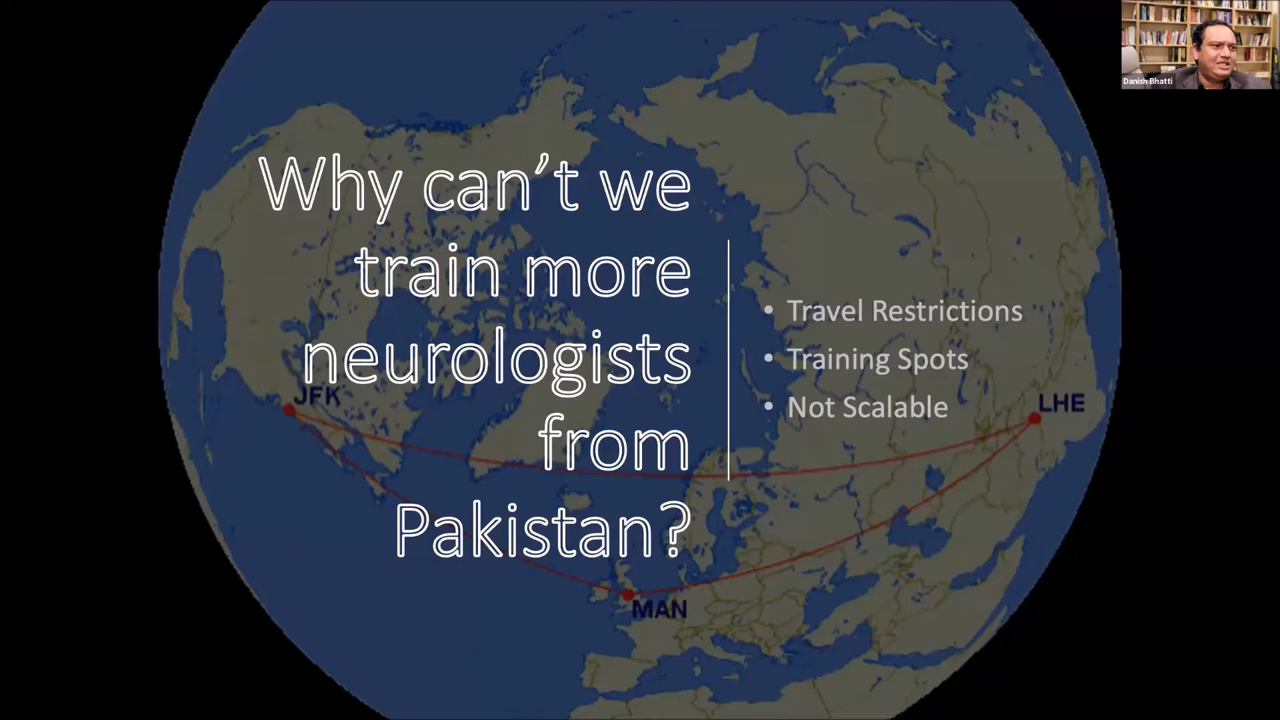 Danish Bhatti
Why can't we
train more
neurologists
from
Pakistan?
• Travel Restrictions
• Training Spots
• Not Scalable
JFK
LHE
MAN